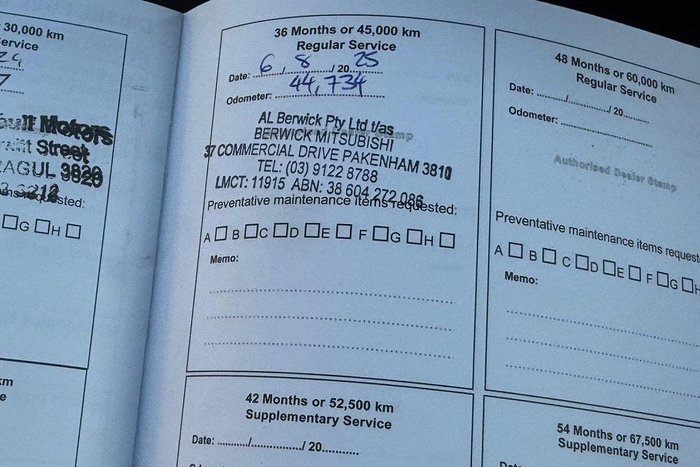 30,000 km
ervice
Motors
Street
AGUL 3820
requested:
G H
km
e
36 Months or 45,000 km
Regular Service
Date: 6 / 8 / 20 25
Odometer: 44,734
AL Berwick Pty Ltd t/as
BERWICK MITSUBISHI
37 COMMERCIAL DRIVE PAKENHAM 3810
TEL: (03) 9122 8788
LMCT: 11915 ABN: 38 604 272 086
Preventative maintenance items requested:
A B C D E F G H
Memo:
42 Months or 52,500 km
Supplementary Service
Date: ............/............/ 20............
48 Months or 60,000 km
Regular Service
Date: ............/............/ 20.........
Odometer: ................................
Authorised Dealer Stamp
Preventative maintenance items request
A B C D E F G H
Memo:
54 Months or 67,500 km
Supplementary Service